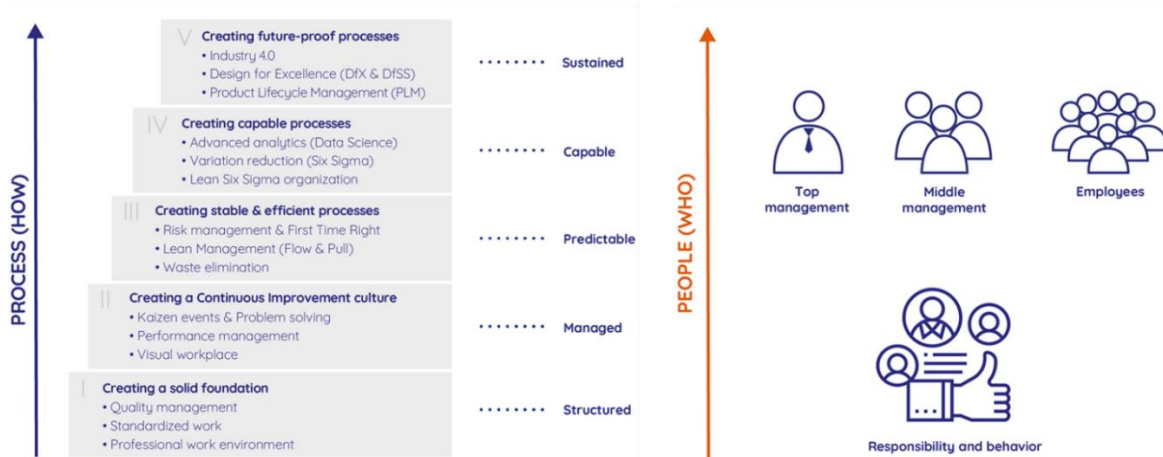 PROCESS (HOW)
V Creating future-proof processes
• Industry 4.0
• Design for Excellence (DfX & DfSS)
• Product Lifecycle Management (PLM)
Sustained
IV Creating capable processes
• Advanced analytics (Data Science)
• Variation reduction (Six Sigma)
• Lean Six Sigma organization
Capable
III Creating stable & efficient processes
• Risk management & First Time Right
• Lean Management (Flow & Pull)
• Waste elimination
Predictable
II Creating a Continuous Improvement culture
• Kaizen events & Problem solving
• Performance management
• Visual workplace
Managed
I Creating a solid foundation
• Quality management
• Standardized work
• Professional work environment
Structured
PEOPLE (WHO)
Top
management
Middle
management
Employees
Responsibility and behavior